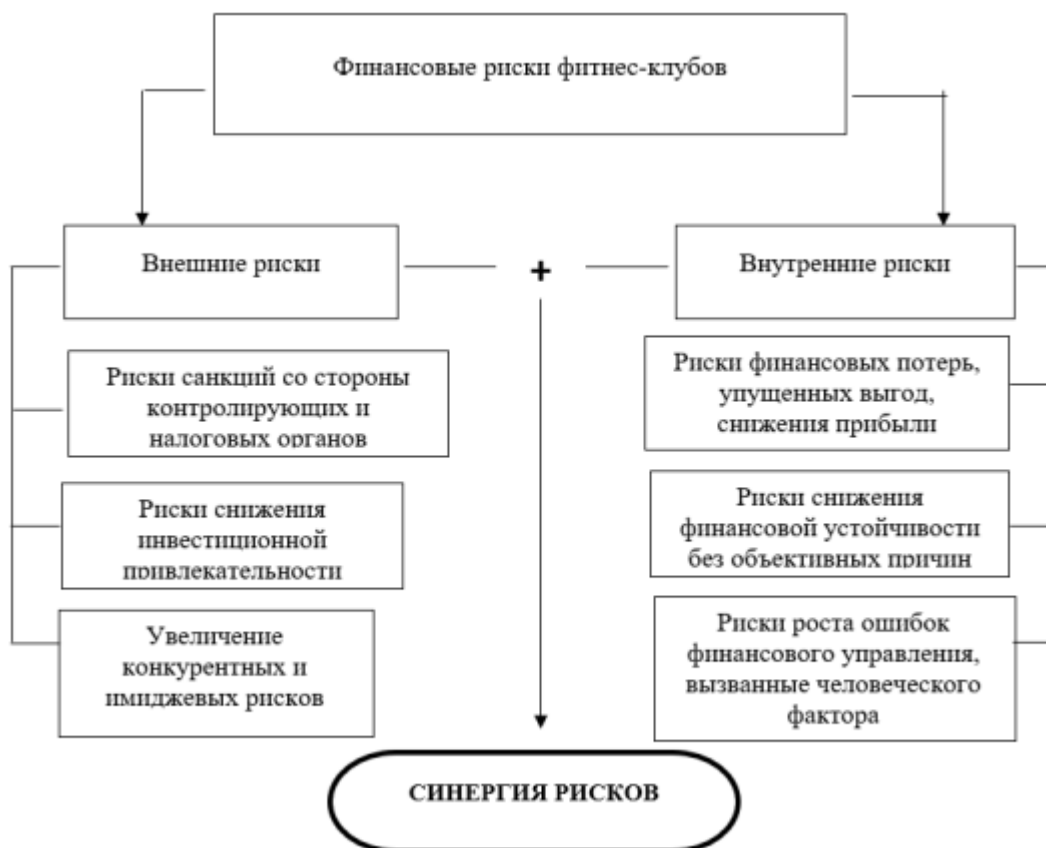 Финансовые риски фитнес-клубов
Внешние риски
+
Внутренние риски
Риски санкций со стороны
контролирующих и
налоговых органов
Риски финансовых потерь,
упущенных выгод,
снижения прибыли
Риски снижения
инвестиционной
привлекательности
Риски снижения
финансовой устойчивости
без объективных причин
Увеличение
конкурентных и
имиджевых рисков
Риски роста ошибок
финансового управления,
вызванные человеческого
фактора
СИНЕРГИЯ РИСКОВ